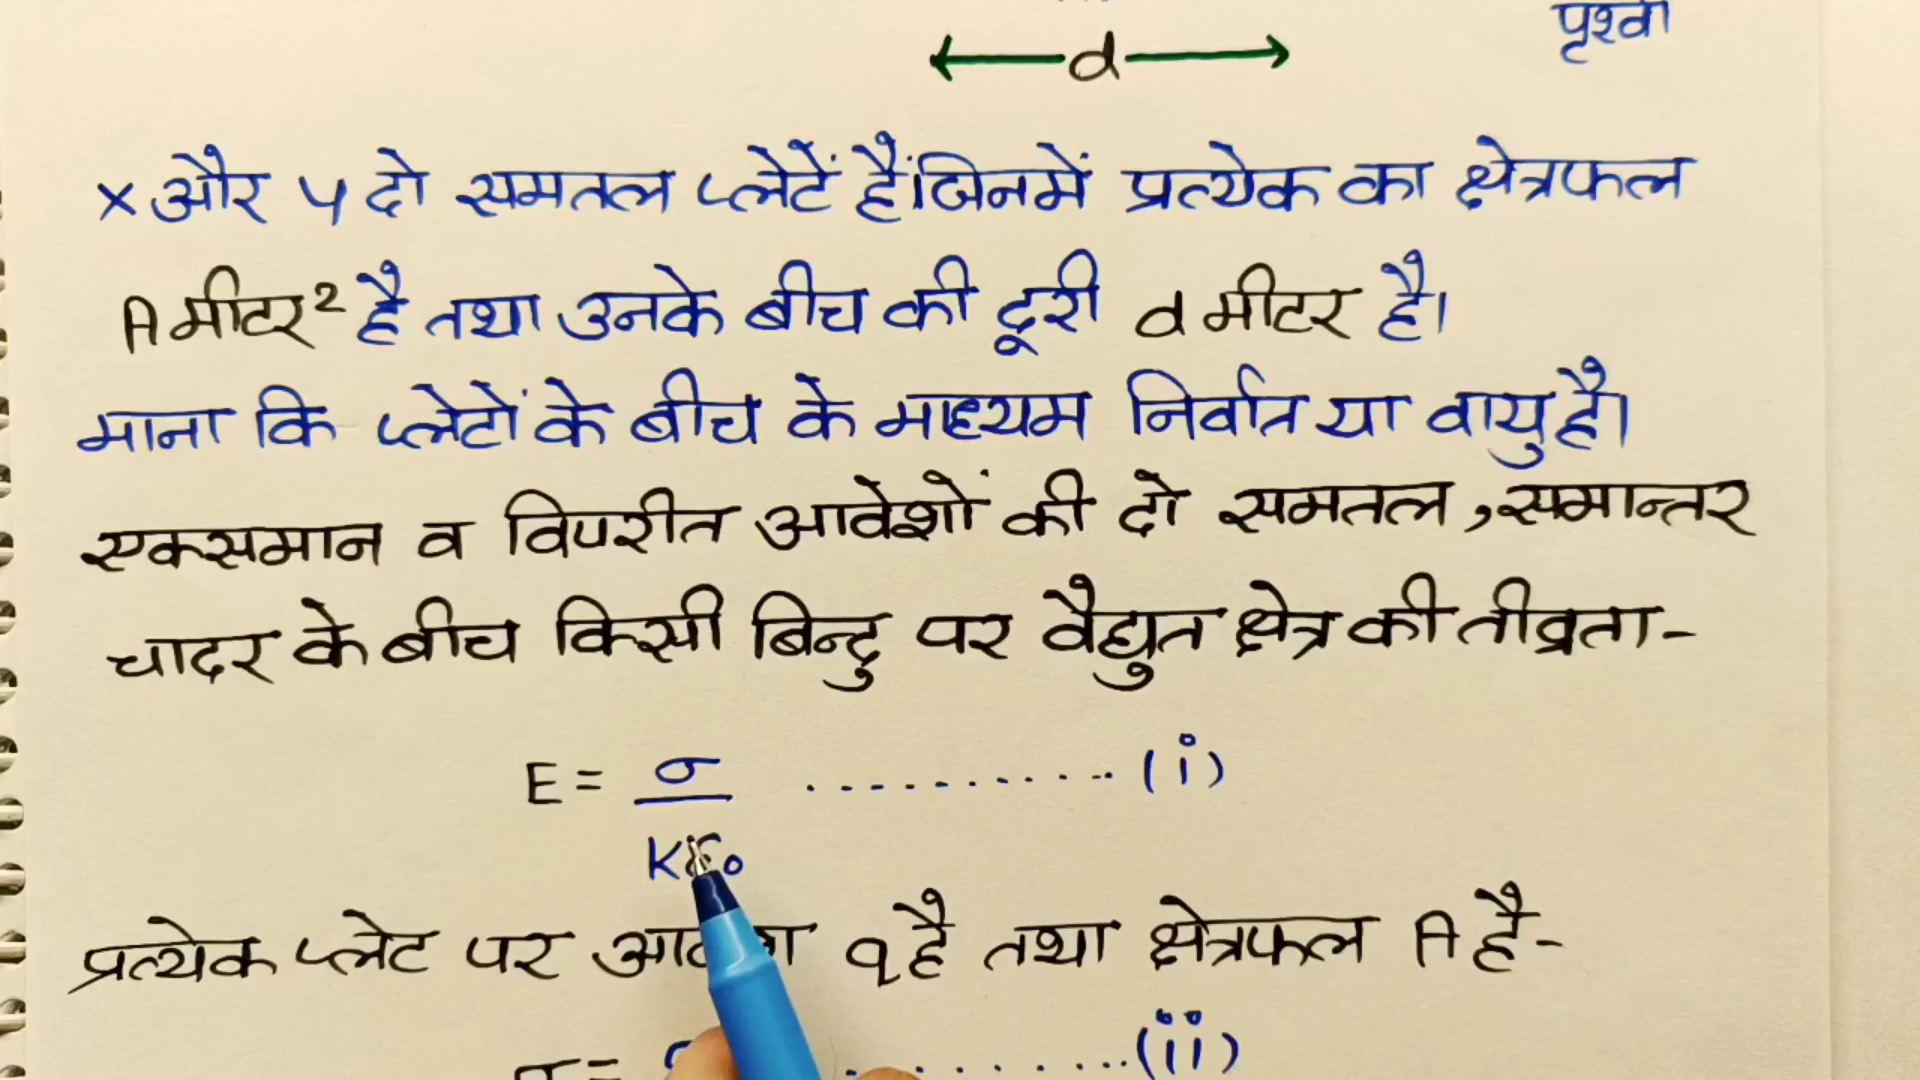 d
x और y दो समतल प्लेटें हैं।जिनमें प्रत्येक का क्षेत्रफल
A मीटर² है तथा उनके बीच की दूरी d मीटर है।
माना कि प्लेटों के बीच के माध्यम निर्वात या वायु है।
एकसमान व विपरीत आवेशों की दो समतल, समान्तर
चादर के बीच किसी बिन्दु पर वैद्युत क्षेत्र की तीव्रता-
E = σ ........... (i)
प्रत्येक प्लेट पर q है तथा क्षेत्रफल A है-
.........(ii)